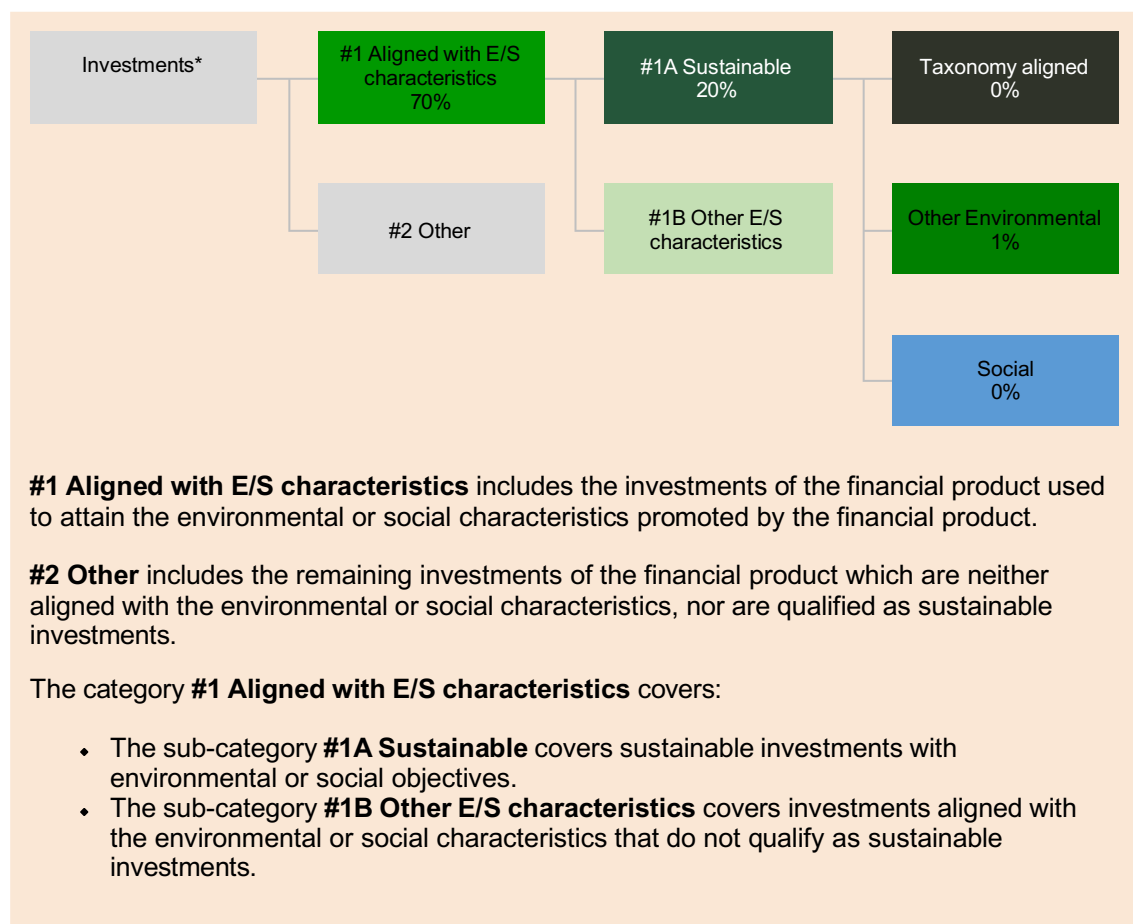 Investments*
#1 Aligned with E/S
characteristics
70%
#1A Sustainable
20%
Taxonomy aligned
0%
#2 Other
#1B Other E/S
characteristics
Other Environmental
1%
Social
0%
#1 Aligned with E/S characteristics includes the investments of the financial product used
to attain the environmental or social characteristics promoted by the financial product.
#2 Other includes the remaining investments of the financial product which are neither
aligned with the environmental or social characteristics, nor are qualified as sustainable
investments.
The category #1 Aligned with E/S characteristics covers:
• The sub-category #1A Sustainable covers sustainable investments with
environmental or social objectives.
• The sub-category #1B Other E/S characteristics covers investments aligned with
the environmental or social characteristics that do not qualify as sustainable
investments.